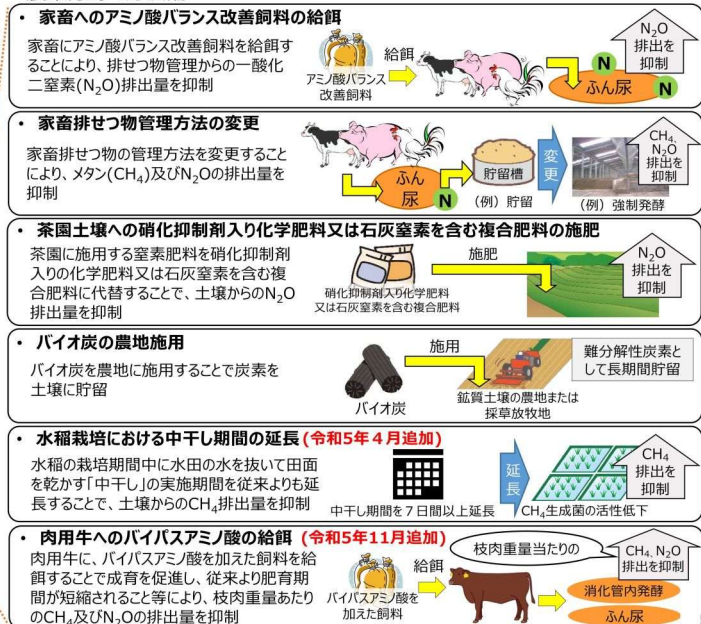 • 家畜へのアミノ酸バランス改善飼料の給餌
家畜にアミノ酸バランス改善飼料を給餌す
ることにより、排せつ物管理からの一酸化
二窒素(N₂O)排出量を抑制
アミノ酸バランス
改善飼料
給餌
N
ふん尿
N
N₂O
排出を
抑制
• 家畜排せつ物管理方法の変更
家畜排せつ物の管理方法を変更すること
により、メタン(CH₄)及びN₂Oの排出量を
抑制
ふん
尿
N
貯留槽
(例）貯留
変
更
(例）強制発酵
CH₄,
N₂O
排出を
抑制
• 茶園土壌への硝化抑制剤入り化学肥料又は石灰窒素を含む複合肥料の施肥
茶園に施用する窒素肥料を硝化抑制剤
入りの化学肥料又は石灰窒素を含む複
合肥料に代替することで、土壌からのN₂O
排出量を抑制
硝化抑制剤入り化学肥料
又は石灰窒素を含む複合肥料
施肥
N₂O
排出を
抑制
• バイオ炭の農地施用
バイオ炭を農地に施用することで炭素を
土壌に貯留
バイオ炭
施用
鉱質土壌の農地または
採草放牧地
難分解性炭素と
して長期間貯留
• 水稲栽培における中干し期間の延長 (令和5年４月追加)
水稲の栽培期間中に水田の水を抜いて田面
を乾かす「中干し」の実施期間を従来よりも延
長することで、土壌からのCH₄排出量を抑制
中干し期間を７日間以上延長
延
長
CH₄生成菌の活性低下
CH₄
排出を
抑制
• 肉用牛へのバイパスアミノ酸の給餌 (令和5年11月追加)
肉用牛に、バイパスアミノ酸を加えた飼料を給
餌することで成育を促進し、従来より肥育期
間が短縮されること等により、枝肉重量あたり
のCH₄及びN₂Oの排出量を抑制
バイパスアミノ酸を
加えた飼料
給餌
枝肉重量当たりの
CH₄, N₂O
排出を抑制
消化管内発酵
ふん尿